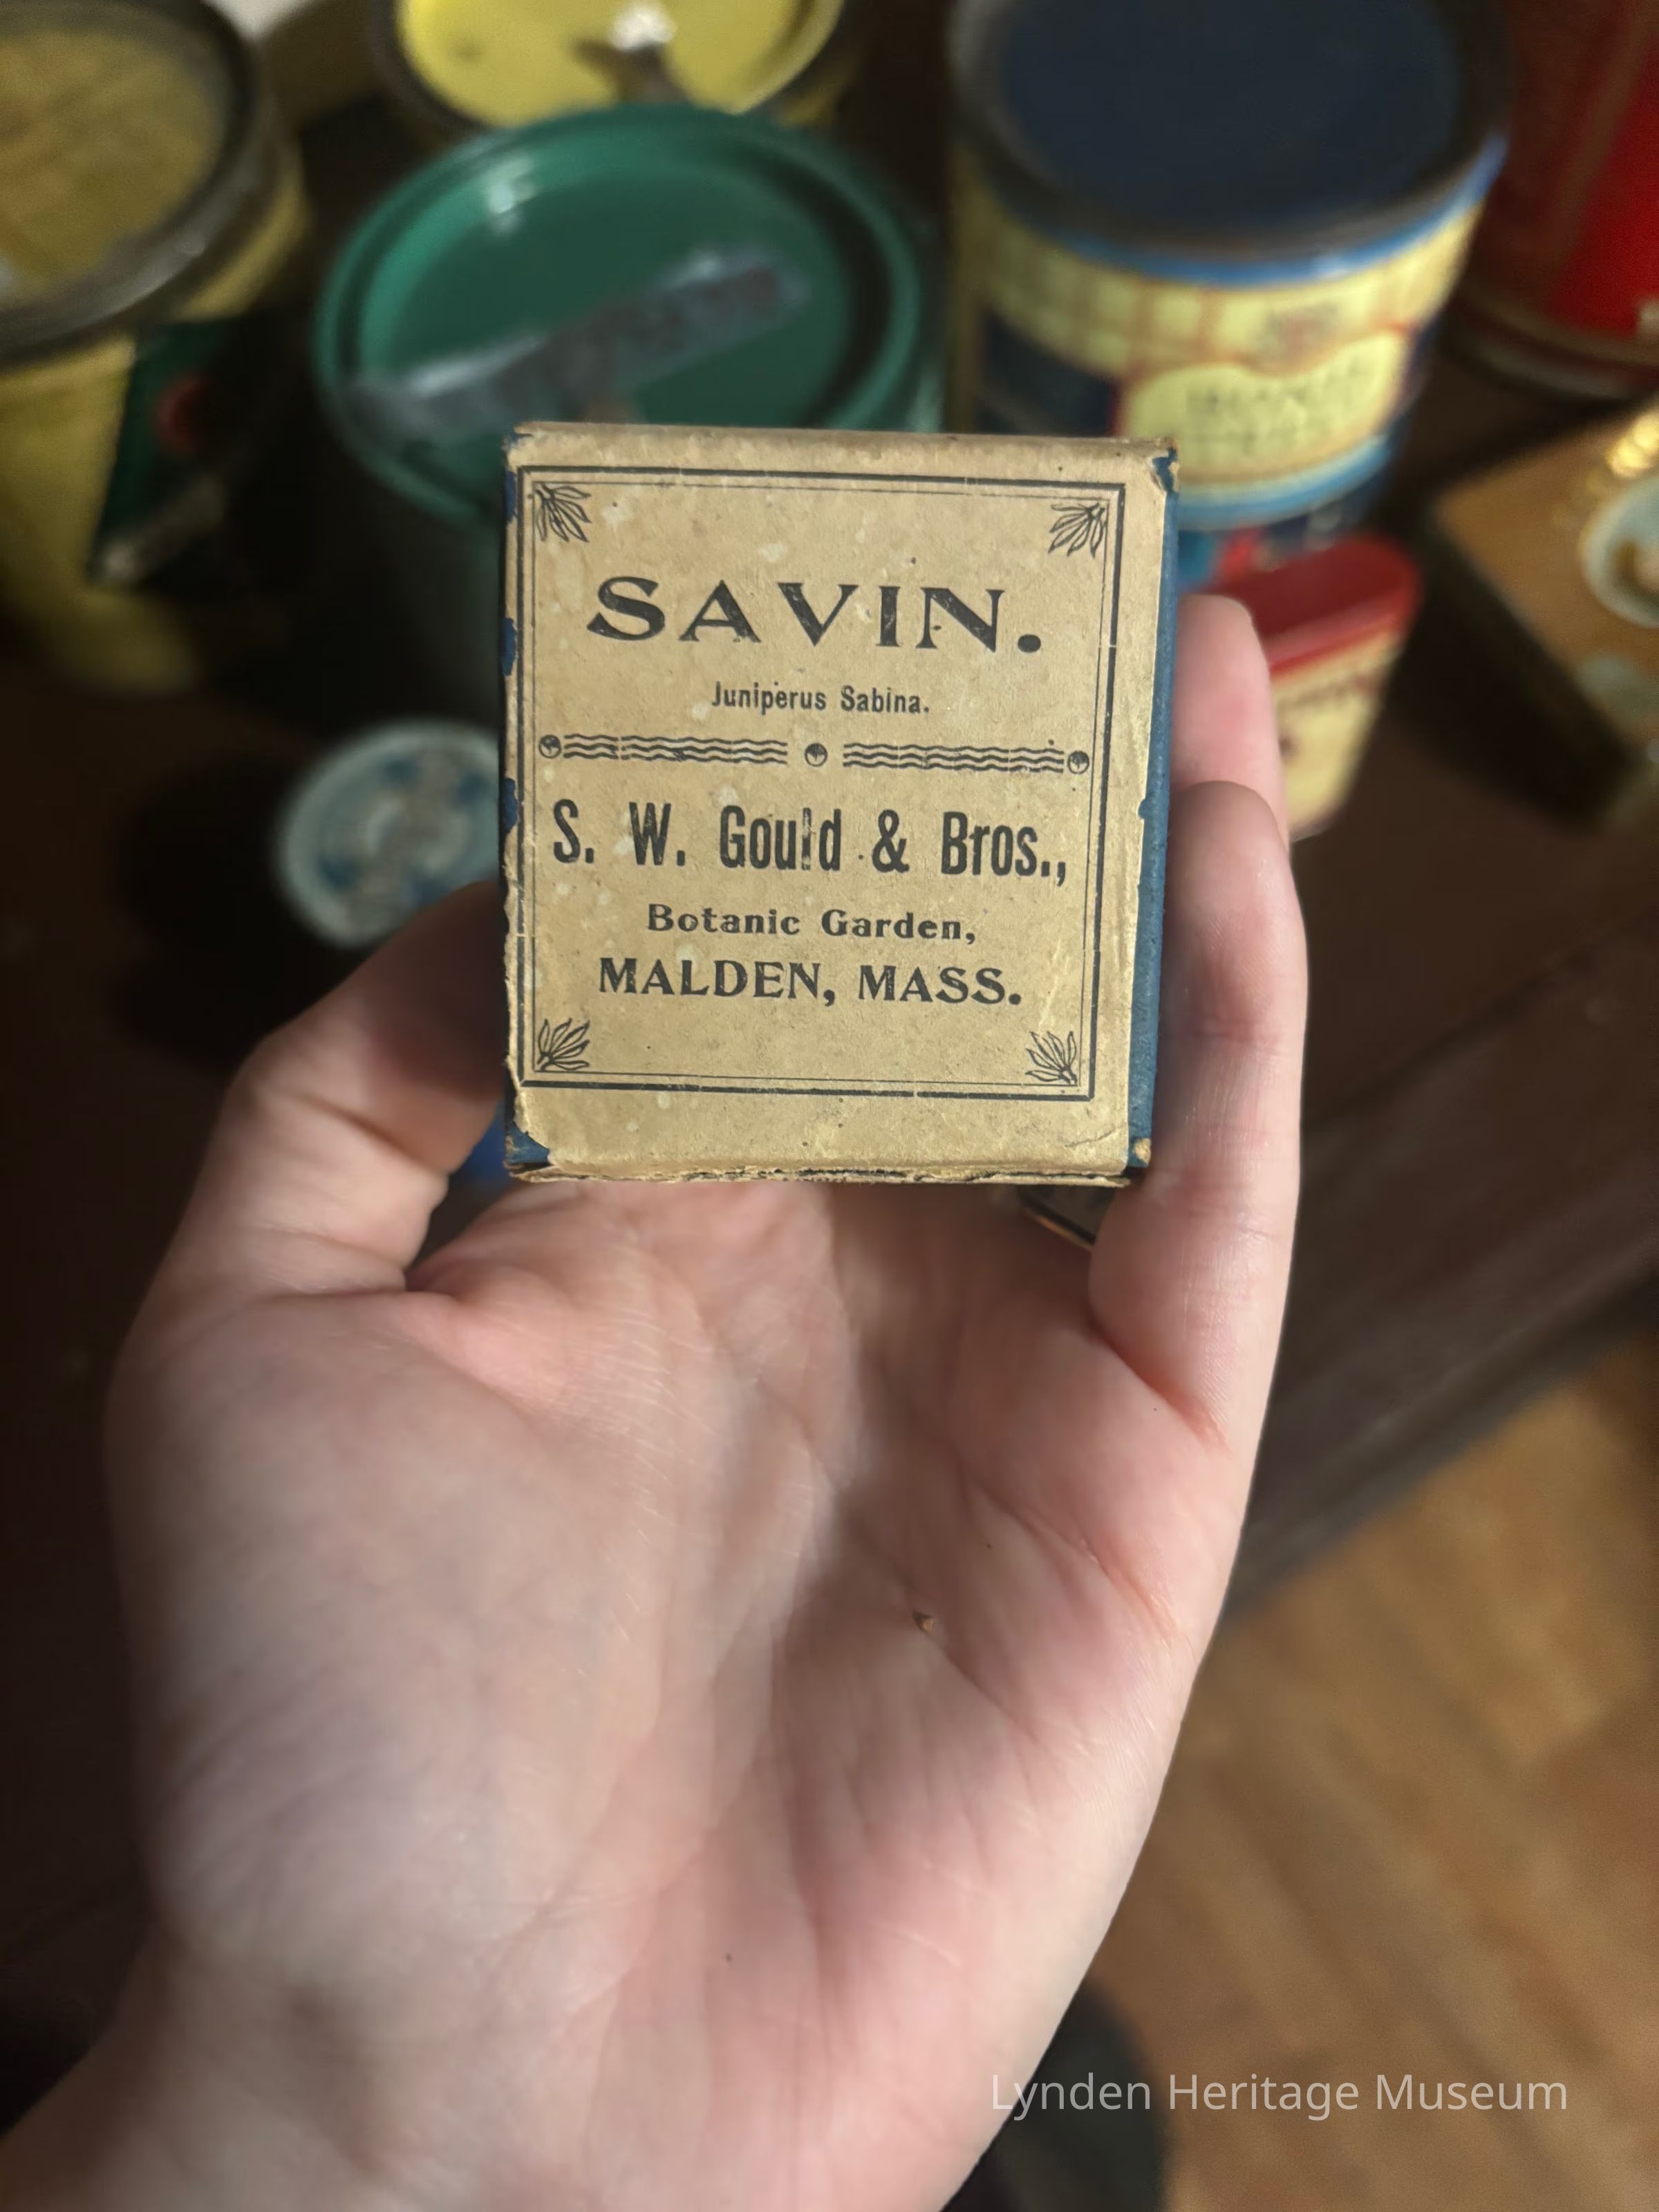 SAVIN.
Juniperus Sabina.
S. W. Gould & Bros.,
Botanic Garden,
MALDEN, MASS.
Lynden Heritage Museum